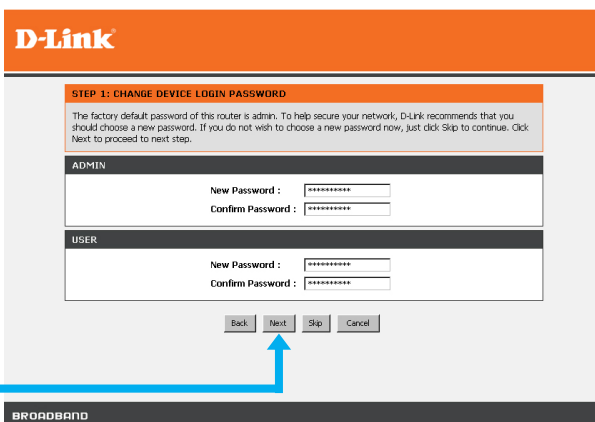 D-Link
STEP 1: CHANGE DEVICE LOGIN PASSWORD
The factory default password of this router is admin. To help secure your network, D-Link recommends that you
should choose a new password. If you do not wish to choose a new password now, just click Skip to continue. Click
Next to proceed to next step.
ADMIN
New Password : **********
Confirm Password : **********
USER
New Password : **********
Confirm Password : **********
Back Next Skip Cancel
BROADBAND